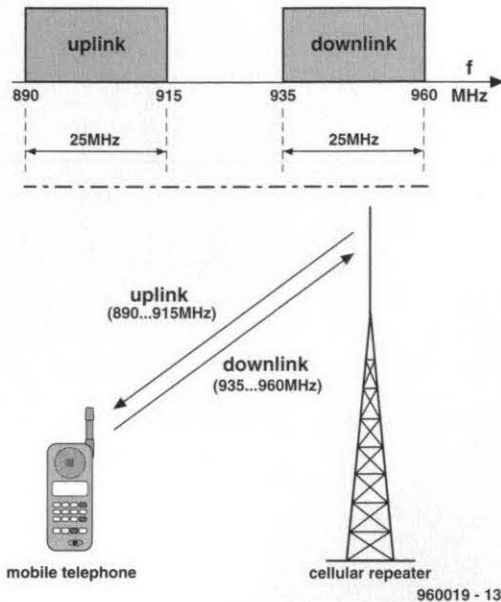 uplink
downlink
f
890
915
935
960
MHz
25MHz
25MHz
uplink
(890...915MHz)
downlink
(935...960MHz)
mobile telephone
cellular repeater
960019 - 13